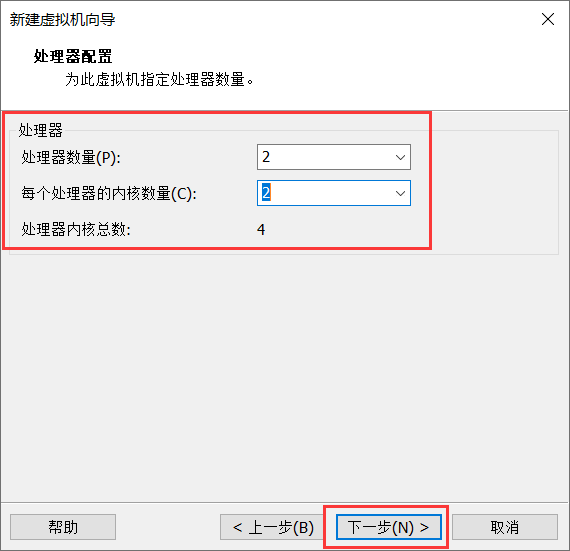 新建虚拟机向导
处理器配置
为此虚拟机指定处理器数量。
处理器
处理器数量(P): 2
每个处理器的内核数量(C): 2
处理器内核总数: 4
帮助 < 上一步(B) 下一步(N) > 取消